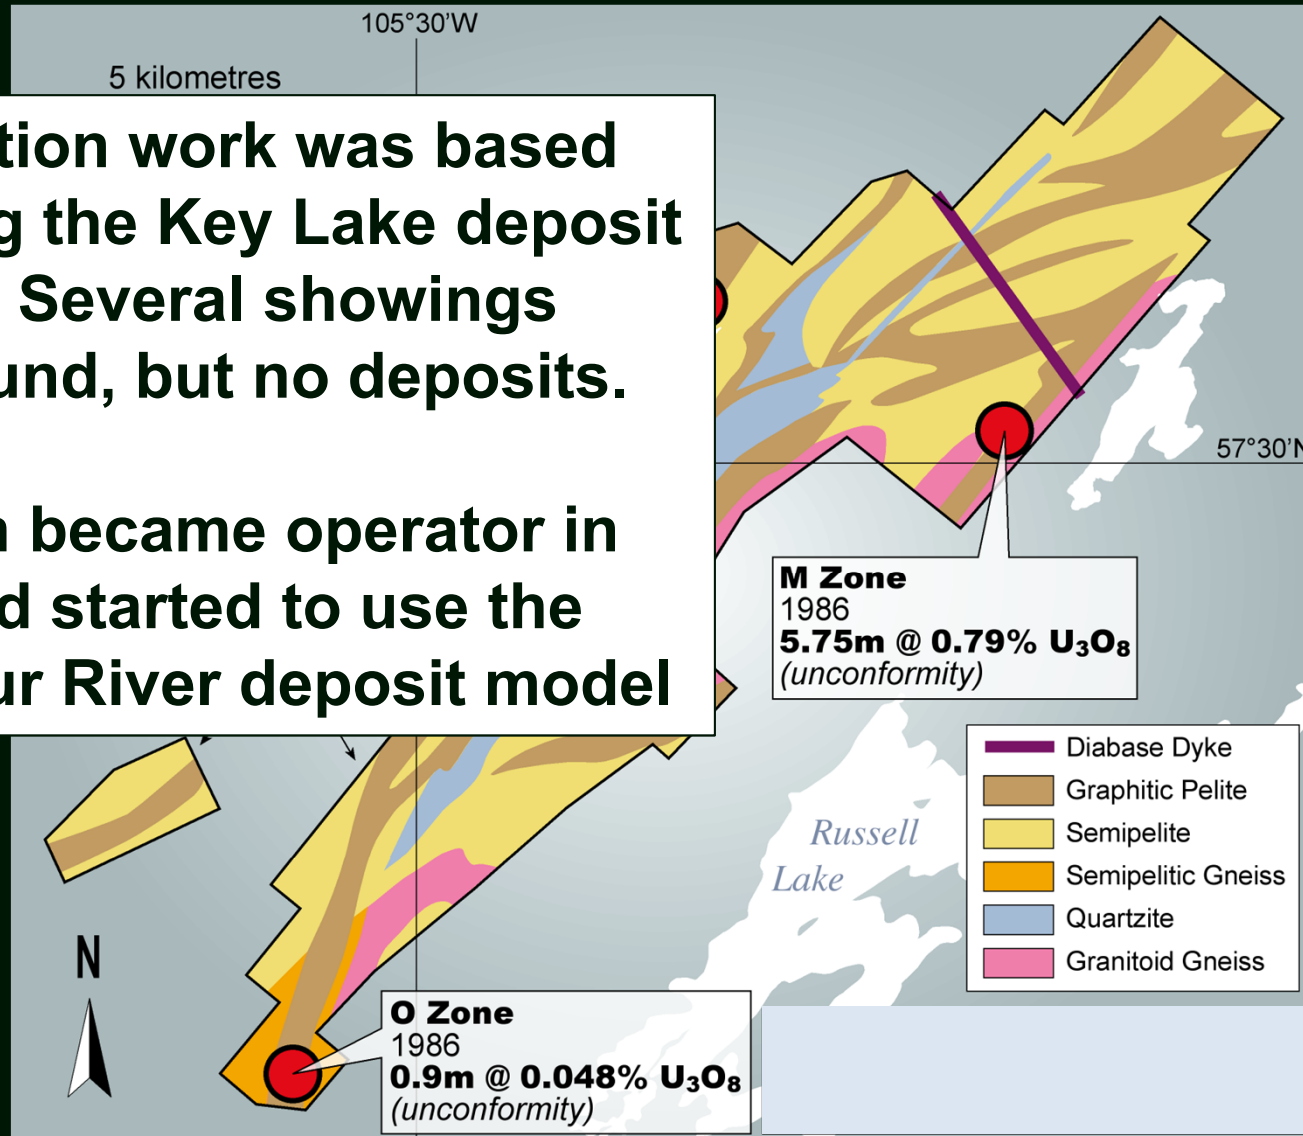 105°30'W
5 kilometres
tion work was based
g the Key Lake deposit
Several showings
und, but no deposits.
became operator in
d started to use the
ur River deposit model
57°30'N
M Zone
1986
5.75m @ 0.79% U₃O₈
(unconformity)
Russell
Lake
Diabase Dyke
Graphitic Pelite
Semipelite
Semipelitic Gneiss
Quartzite
Granitoid Gneiss
N
O Zone
1986
0.9m @ 0.048% U₃O₈
(unconformity)